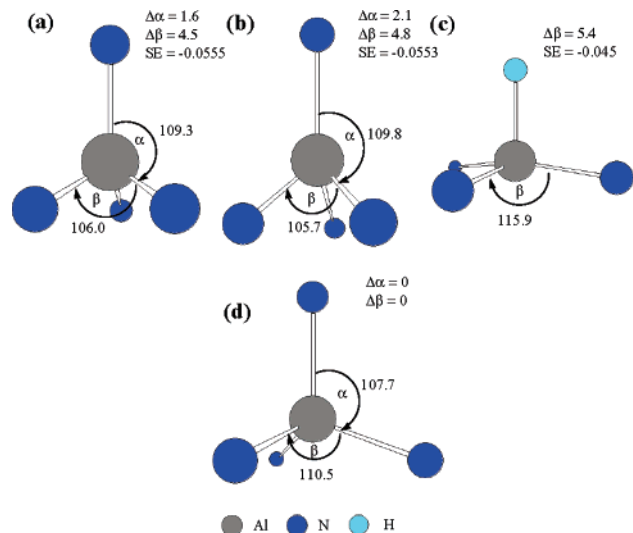 (a)
Δα = 1.6
Δβ = 4.5
SE = -0.0555
α
109.3
β
106.0
(b)
Δα = 2.1
Δβ = 4.8
SE = -0.0553
α
109.8
β
105.7
(c)
Δβ = 5.4
SE = -0.045
β
115.9
(d)
Δα = 0
Δβ = 0
α
107.7
β
110.5
Al N H